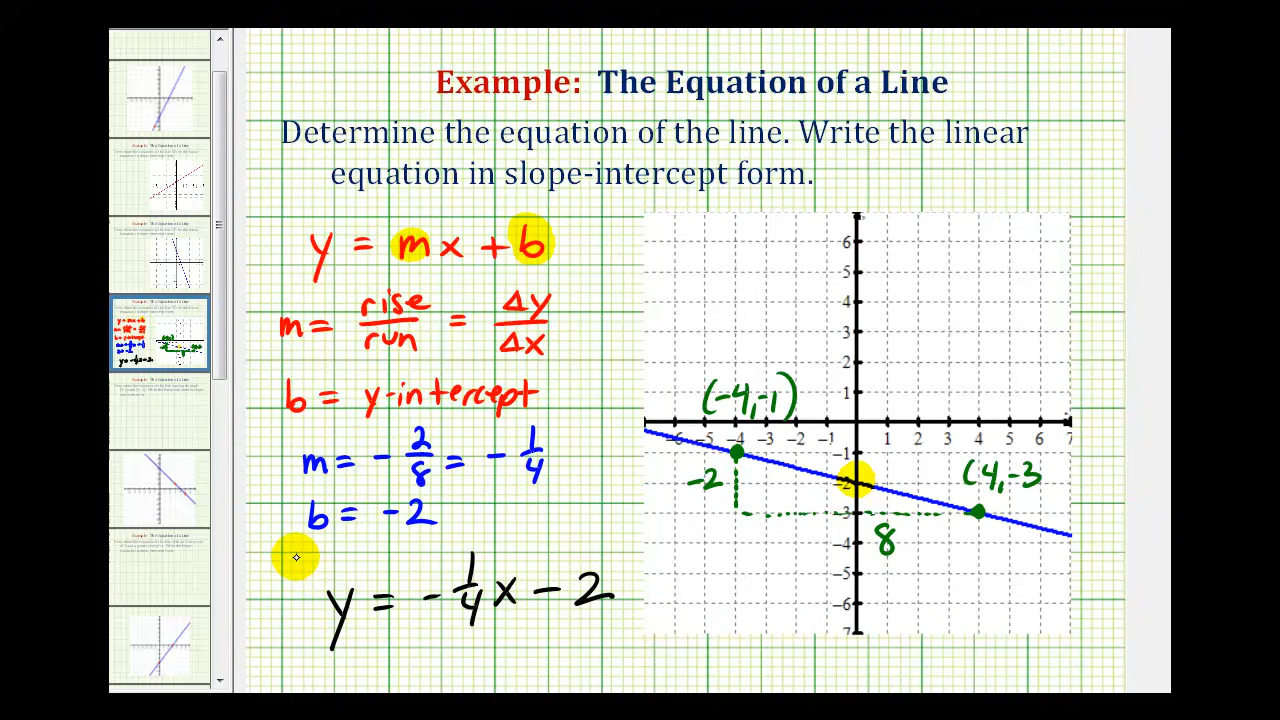 Example: The Equation of a Line
Determine the equation of the line. Write the linear
equation in slope-intercept form.
y = mx + b
m = rise/run = Δy/Δx
b = y-intercept
m = -2/8 = -1/4
b = -2
y = -1/4x - 2
6
5
4
3
2
1
(-4,-1)
-6 -5 -4 -3 -2 -1 1 2 3 4 5 6 7
-1
-2
-2
(4,-3
-3
8
-4
-5
-6
7